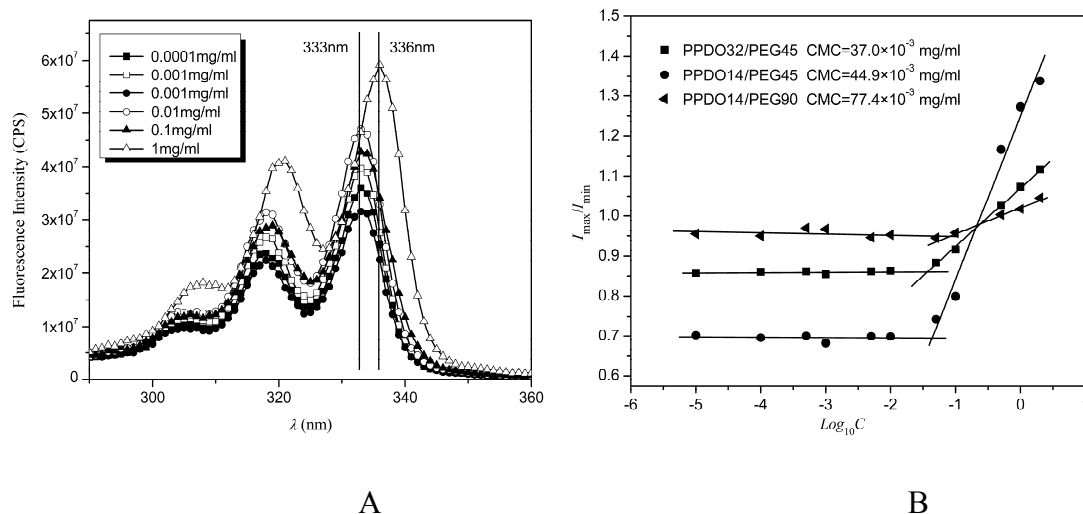 333nm
336nm
0.0001mg/ml
0.001mg/ml
0.001mg/ml
0.01mg/ml
0.1mg/ml
1mg/ml
6x10⁷
5x10⁷
4x10⁷
3x10⁷
2x10⁷
1x10⁷
0
Fluorescence Intensity (CPS)
300
320
340
360
λ (nm)
A
PPDO32/PEG45 CMC=37.0×10⁻³ mg/ml
PPDO14/PEG45 CMC=44.9×10⁻³ mg/ml
PPDO14/PEG90 CMC=77.4×10⁻³ mg/ml
1.4
1.3
1.2
1.1
1.0
0.9
0.8
0.7
0.6
I max/I min
-6
-5
-4
-3
-2
-1
0
1
Log₁₀C
B